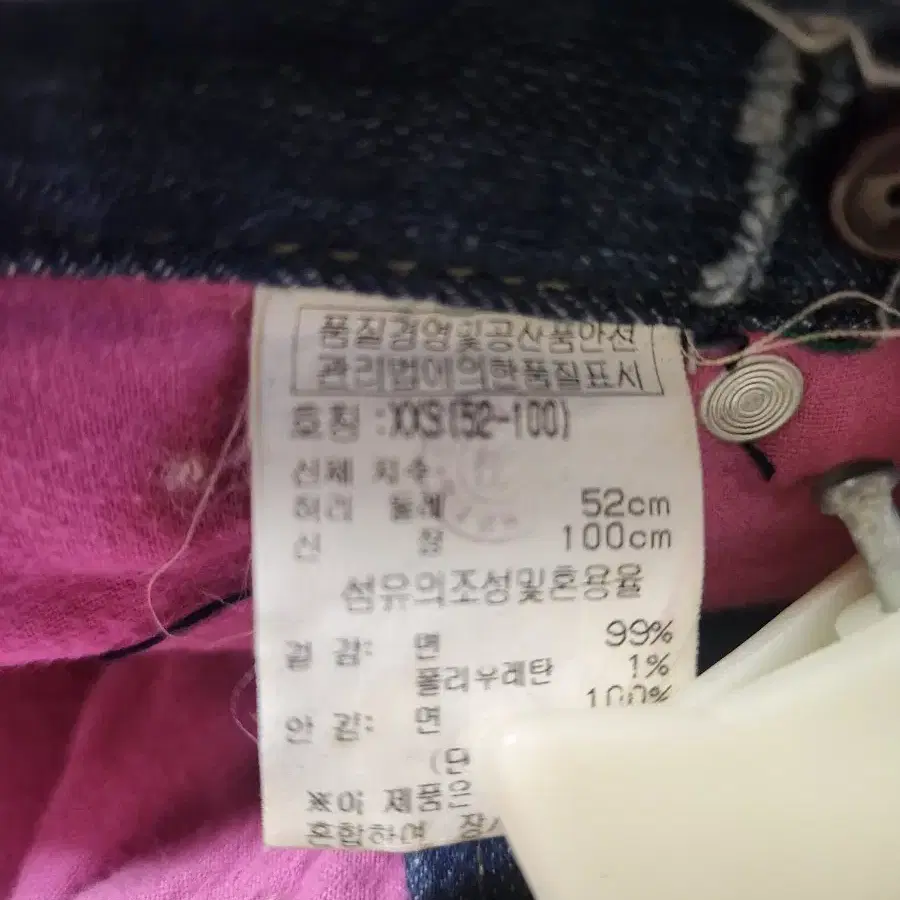 품질경영및공산품안전
관리법에의한품질표시
호칭 :XXS(52-100)
신체 치수
허리 둘레 52cm
신 장 100cm
섬유의조성및혼용율
겉 감: 면 99%
폴리우레탄 1%
안 감: 면 100%
(단
※이 제품은
혼합하여